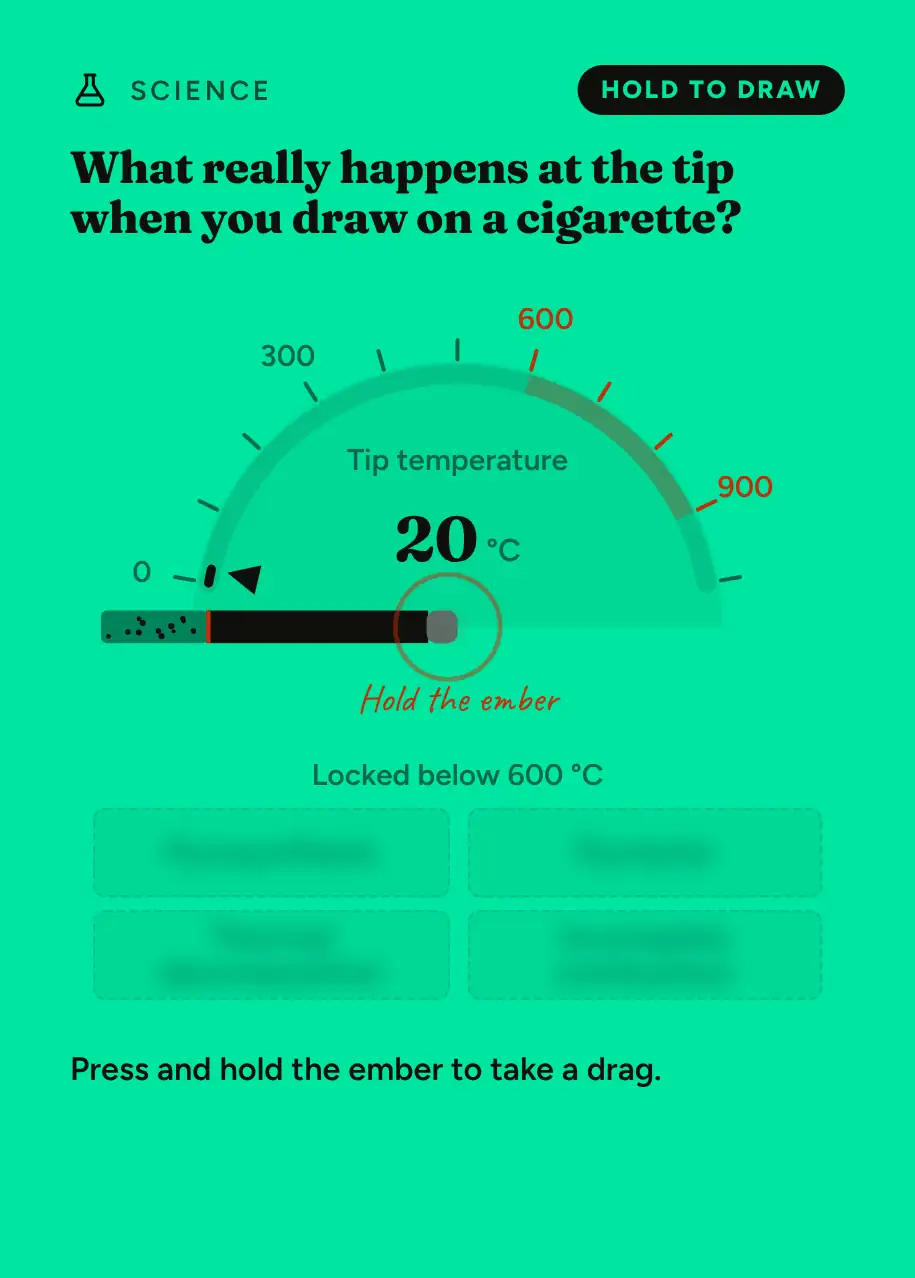 SCIENCE
HOLD TO DRAW
What really happens at the tip
when you draw on a cigarette?
600
300
Tip temperature
900
20 °C
0
Hold the ember
Locked below 600 °C
Press and hold the ember to take a drag.